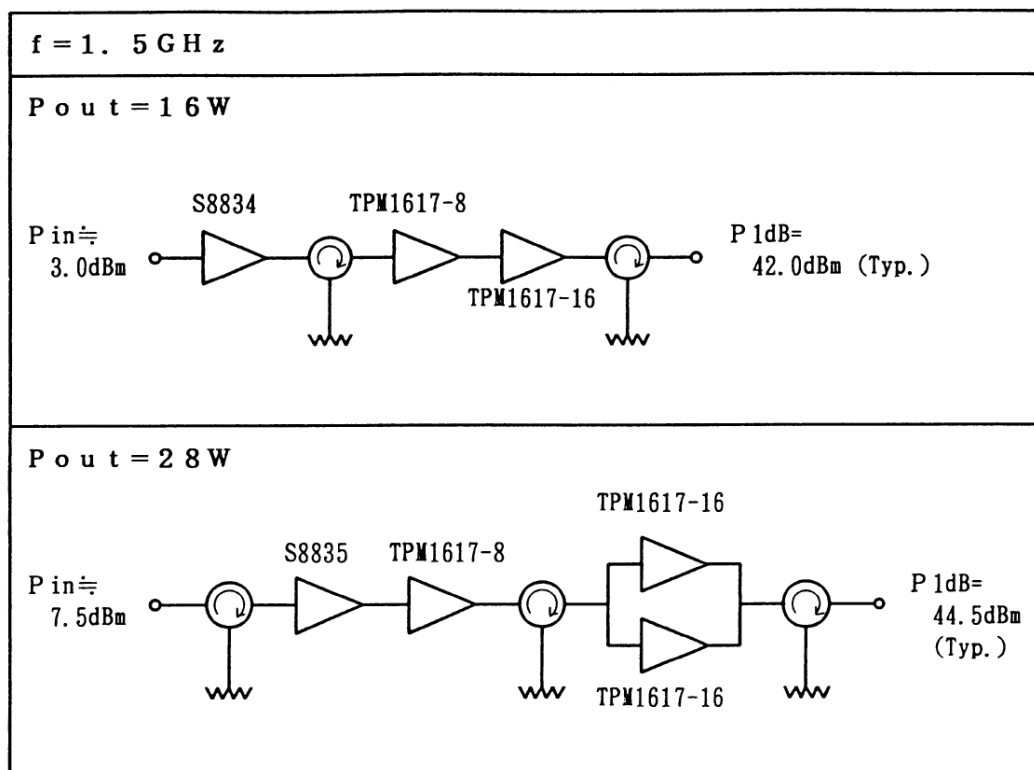 f=1. 5GHz
Pout=16W
S8834
TPM1617-8
Pin≒
3.0dBm
P1dB=
42.0dBm (Typ.)
TPM1617-16
Pout=28W
TPM1617-16
S8835
TPM1617-8
Pin≒
7.5dBm
P1dB=
44.5dBm
(Typ.)
TPM1617-16